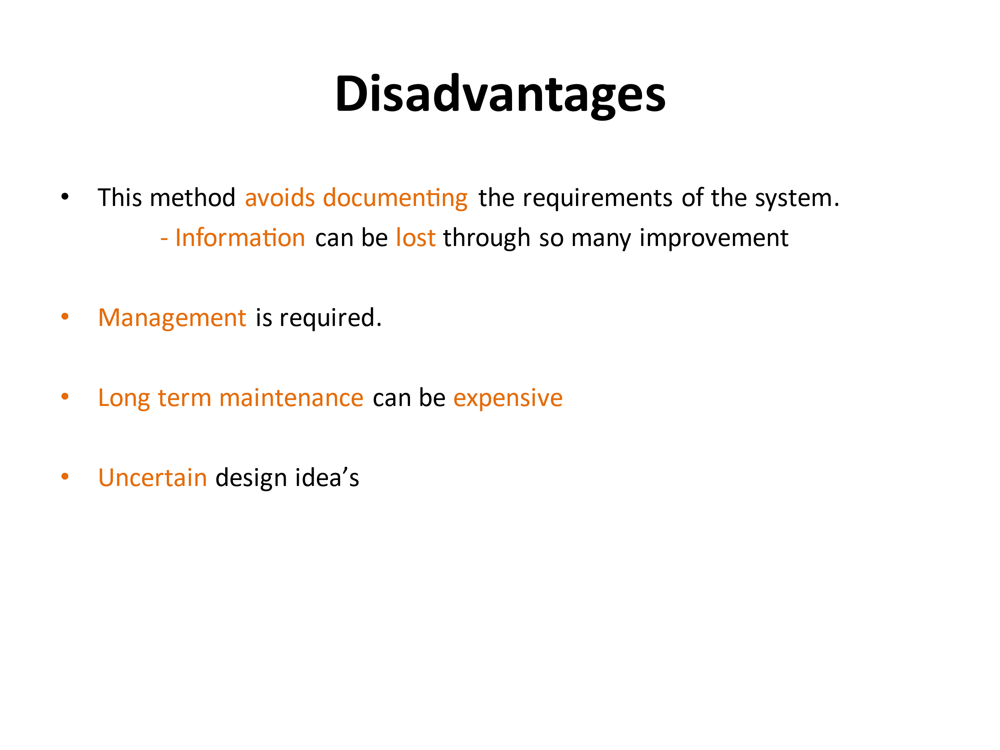 Disadvantages
• This method avoids documenting the requirements of the system.
- Information can be lost through so many improvement
• Management is required.
• Long term maintenance can be expensive
• Uncertain design idea’s